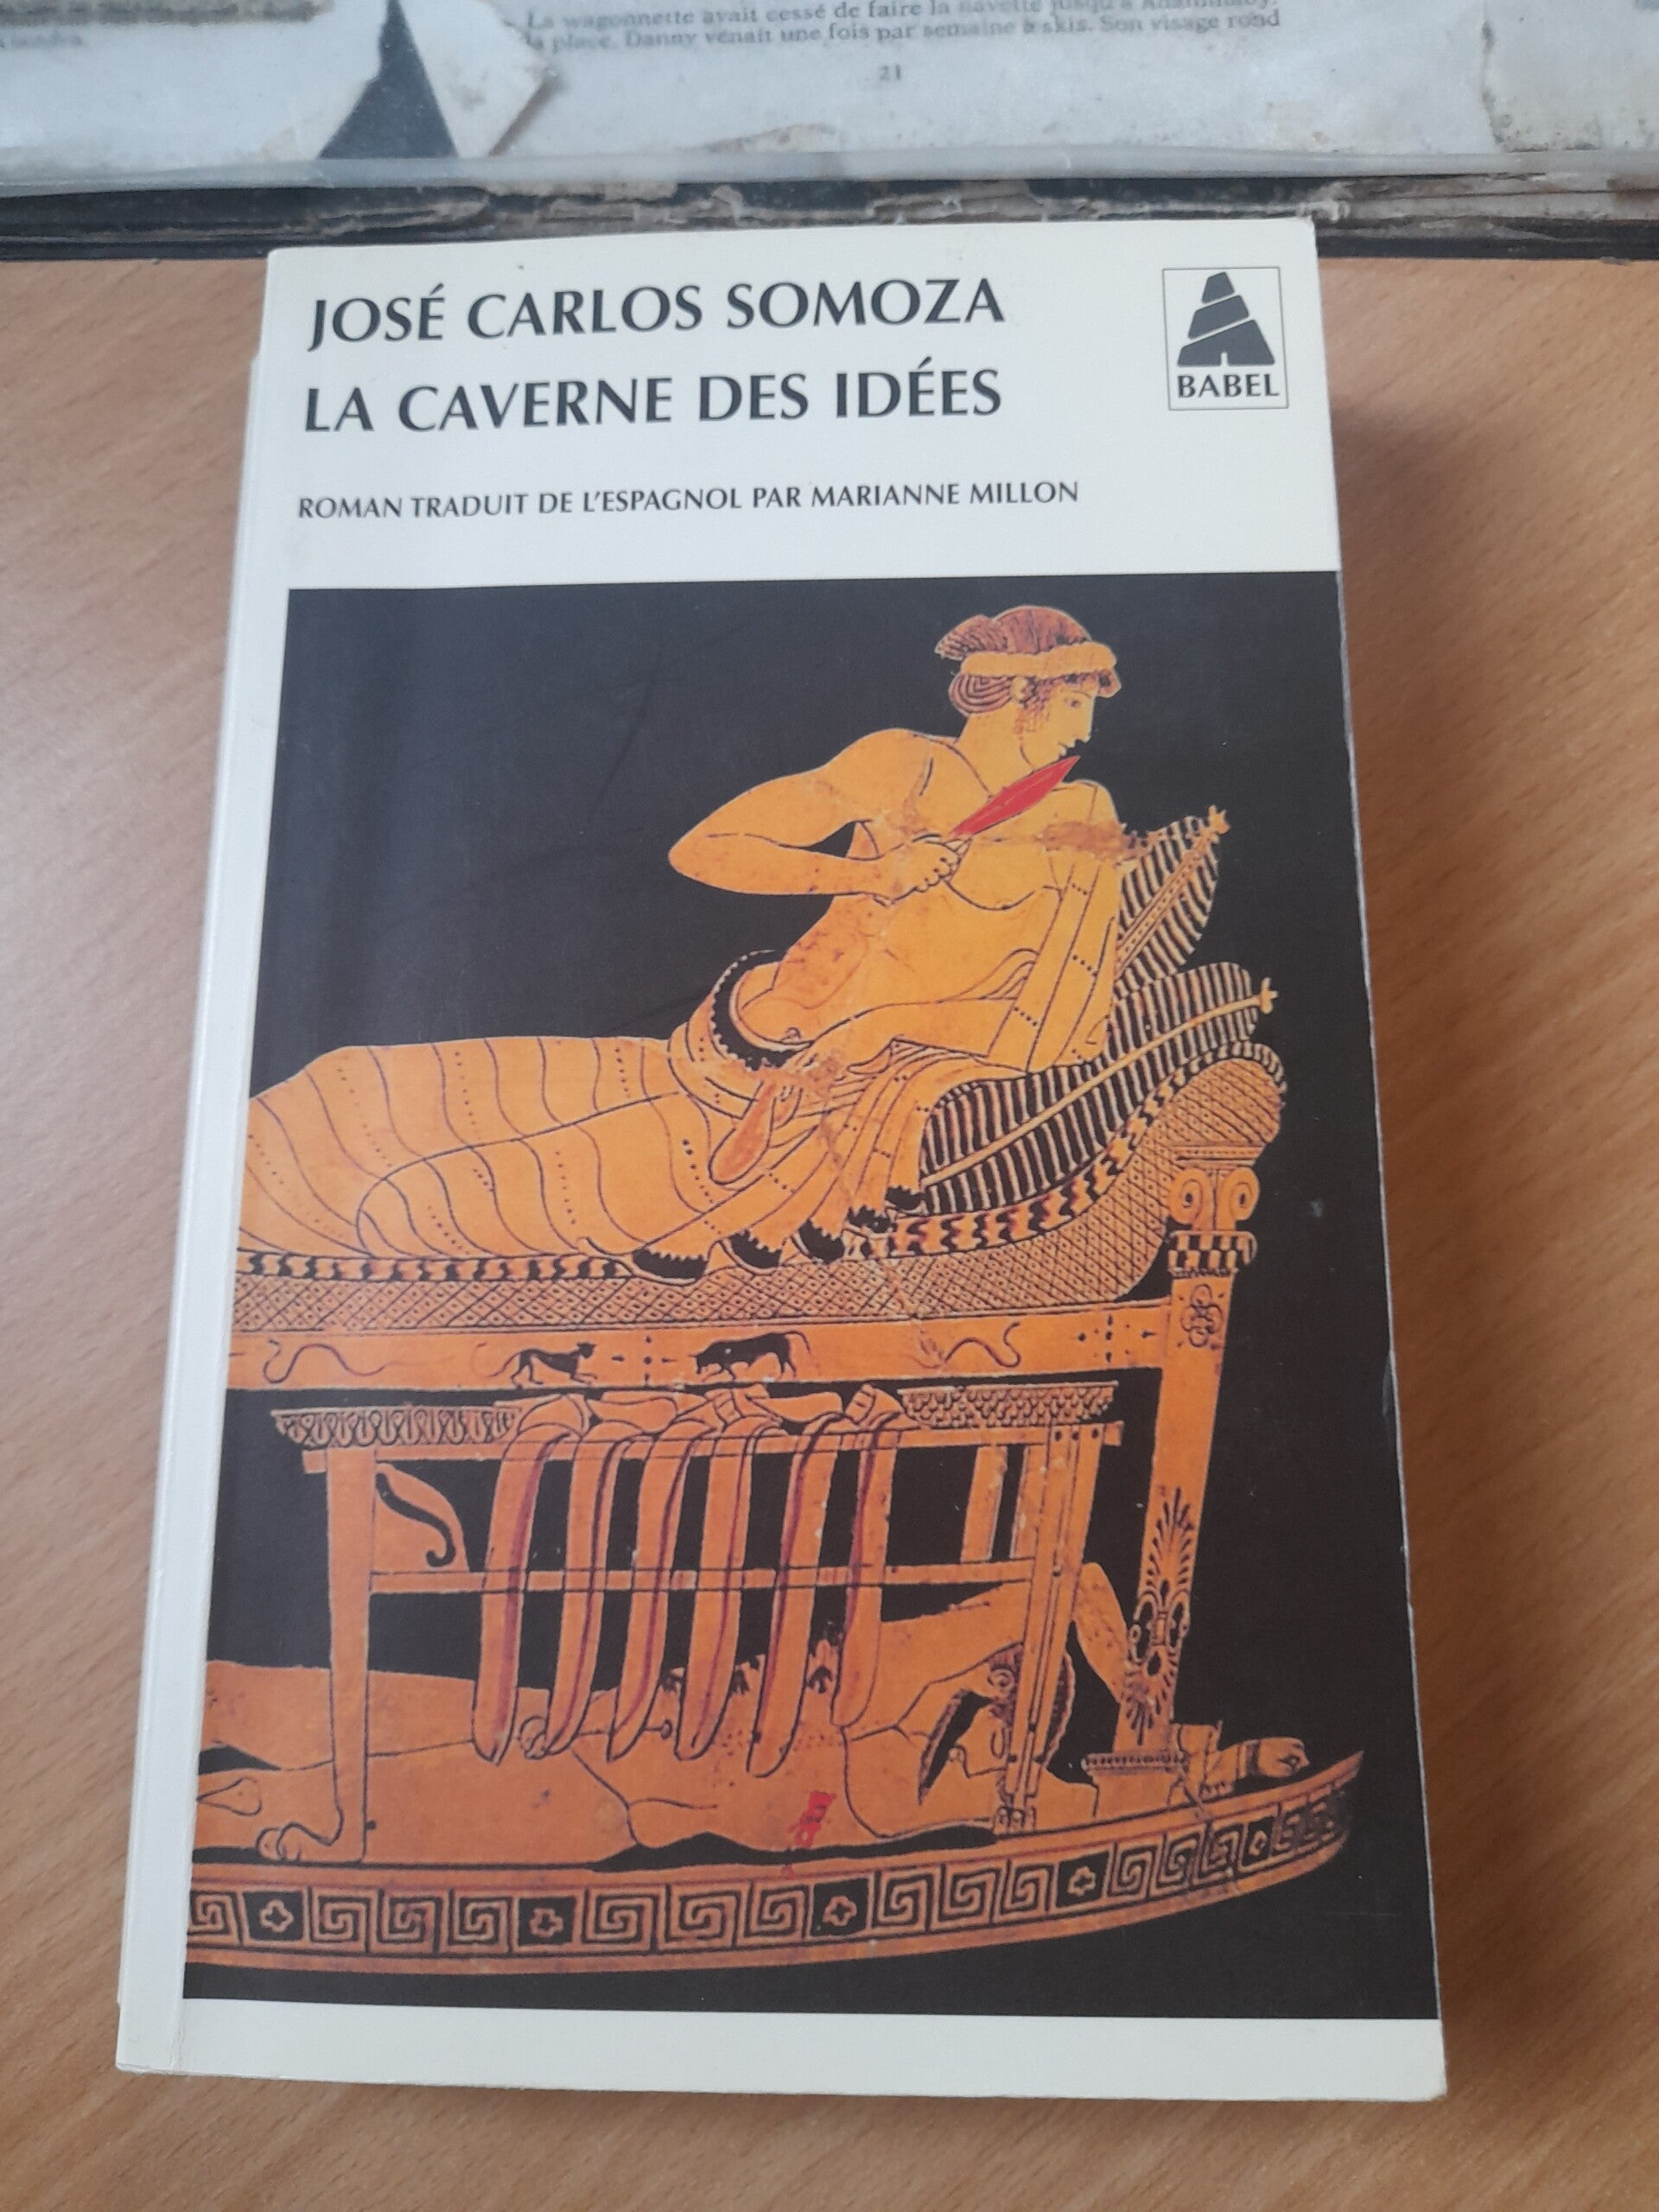 La wagonnette avait cessé de faire la navette jusqu'à
la place. Danny venait une fois par semaine à skis. Son visage rond
21
JOSÉ CARLOS SOMOZA
LA CAVERNE DES IDÉES
BABEL
ROMAN TRADUIT DE L'ESPAGNOL PAR MARIANNE MILLON